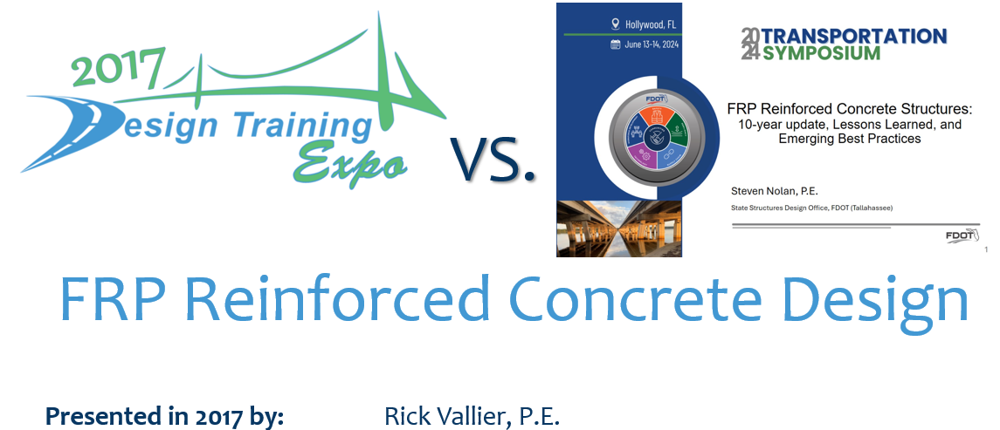 2017
Design Training
Expo
VS.
Hollywood, FL
June 13-14, 2024
FDOT
2024 TRANSPORTATION
SYMPOSIUM
FRP Reinforced Concrete Structures:
10-year update, Lessons Learned, and
Emerging Best Practices
Steven Nolan, P.E.
State Structures Design Office, FDOT (Tallahassee)
FDOT
1
FRP Reinforced Concrete Design
Presented in 2017 by: Rick Vallier, P.E.